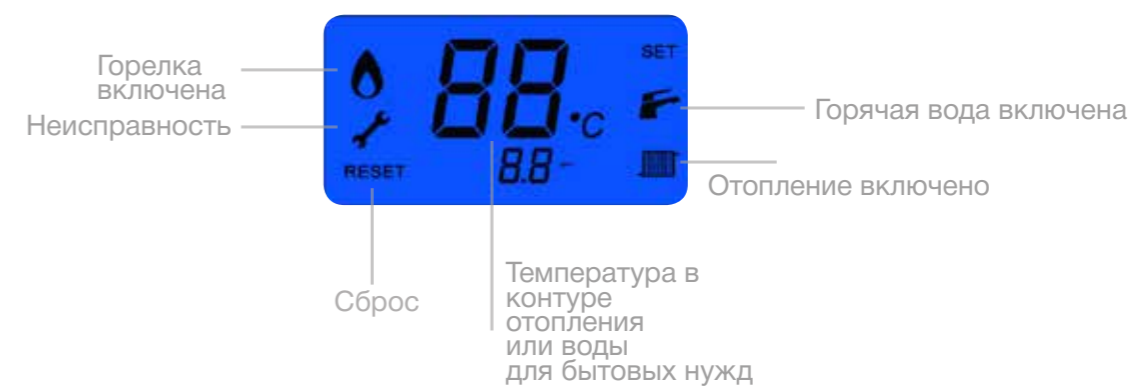 Горелка
включена
Неисправность
88 •C
SET
RESET
8.8 -
Горячая вода включена
Отопление включено
Сброс
Температура в
контуре
отопления
или воды
для бытовых нужд